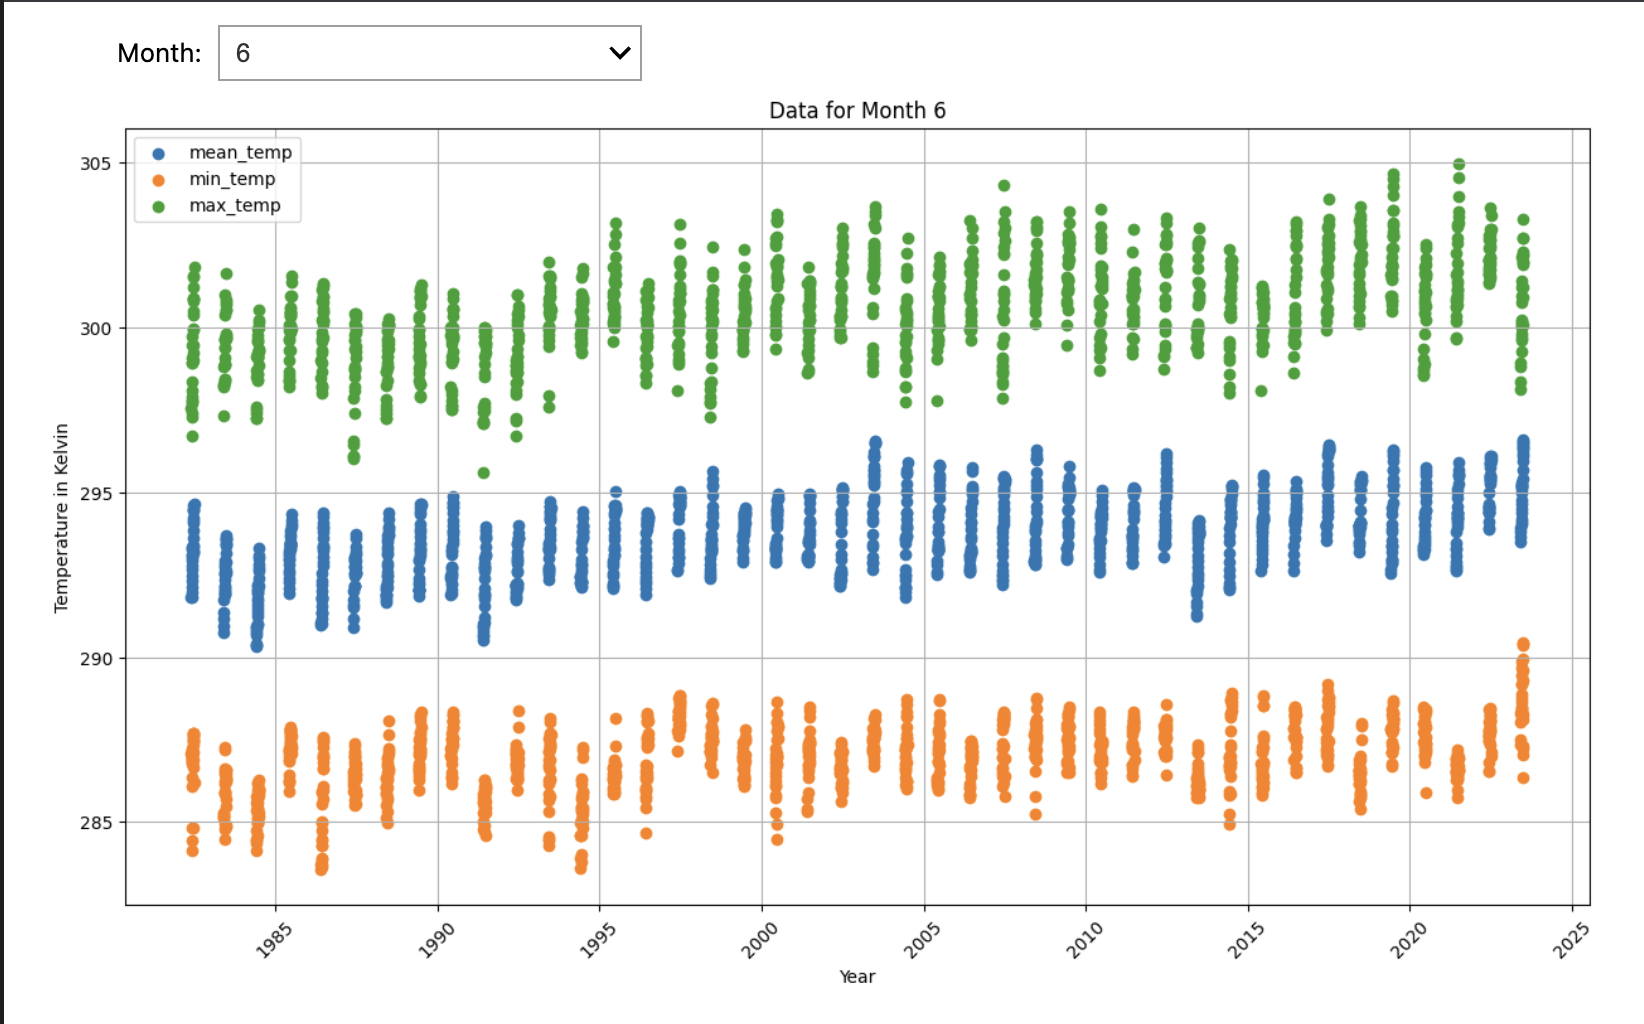 Month: 6
Data for Month 6
mean_temp
min_temp
max_temp
305
300
295
290
285
Temperature in Kelvin
1985 1990 1995 2000 2005 2010 2015 2020 2025
Year